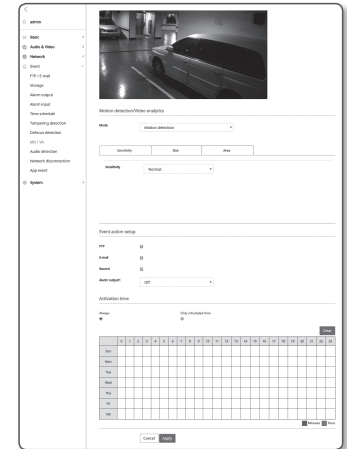 admin
Basic
Audio & Video
Network
Event
FTP / E-mail
Storage
Alarm output
Alarm input
Time schedule
Tampering detection
Defocus detection
MD / VA
Audio detection
Network disconnection
App event
System
Motion detection/Video analytics
Mode
Motion detection
Sensitivity Size Area
Sensitivity
Normal
Event action setup
FTP
E-mail
Record
Alarm output1
Off
Activation time
Always Only scheduled time
Clear
0 1 2 3 4 5 6 7 8 9 10 11 12 13 14 15 16 17 18 19 20 21 22 23
Sun
Mon
Tue
Wed
Thu
Fri
Sat
Minutes Hour
Cancel Apply